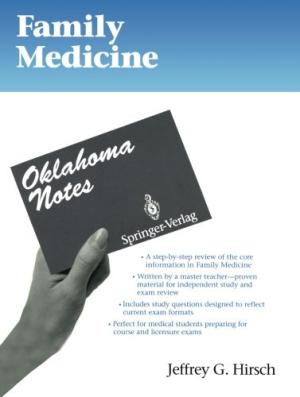 Family
Medicine
Oklahoma
Notes
Springer-Verlag
• A step-by-step review of the core
information in Family Medicine
• Written by a master teacher—proven
material for independent study and
exam review
• Includes study questions designed to reflect
current exam formats
• Perfect for medical students preparing for
course and licensure exams
Jeffrey G. Hirsch